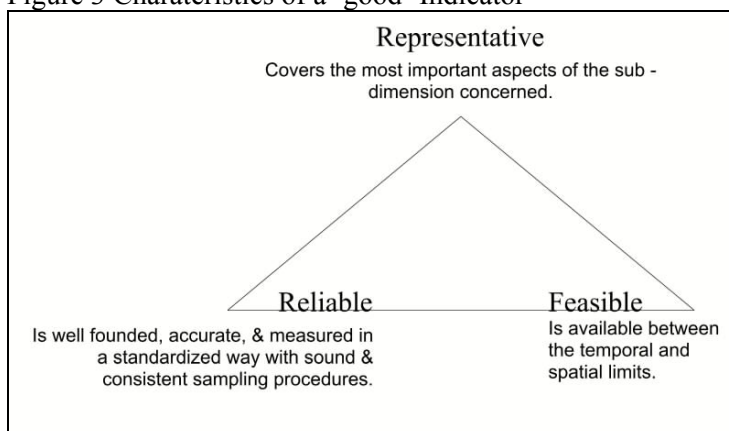 Figure 3 Charateristics of a "good" Indicator
Representative
Covers the most important aspects of the sub -
dimension concerned.
Reliable
Is well founded, accurate, & measured in
a standardized way with sound &
consistent sampling procedures.
Feasible
Is available between
the temporal and
spatial limits.